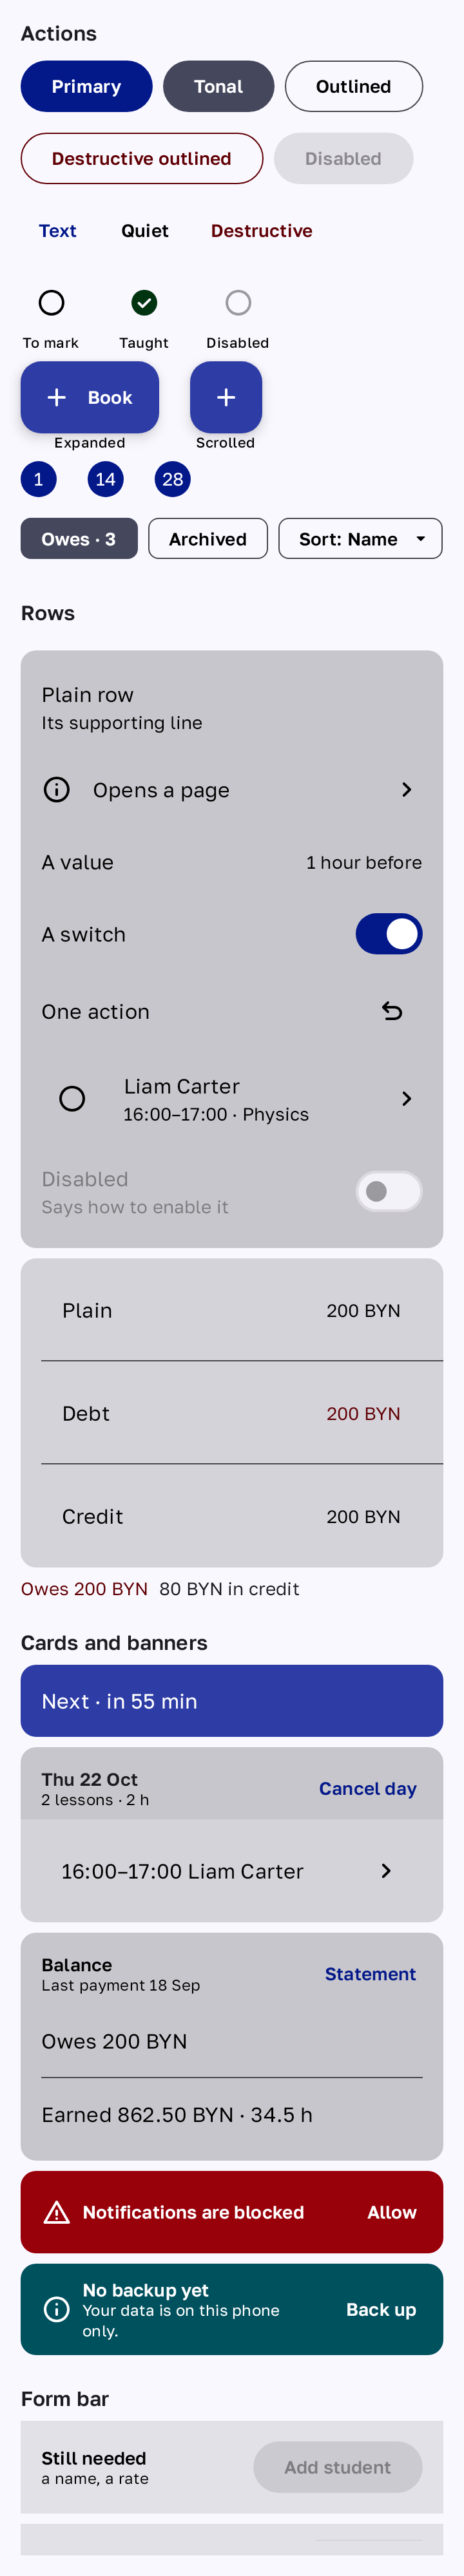 Actions
Primary
Tonal
Outlined
Destructive outlined
Disabled
Text
Quiet
Destructive
To mark
Taught
Disabled
Book
Expanded
Scrolled
1
14
28
Owes · 3
Archived
Sort: Name
Rows
Plain row
Its supporting line
Opens a page
A value
1 hour before
A switch
One action
Liam Carter
16:00–17:00 · Physics
Disabled
Says how to enable it
Plain
200 BYN
Debt
200 BYN
Credit
200 BYN
Owes 200 BYN 80 BYN in credit
Cards and banners
Next · in 55 min
Thu 22 Oct
2 lessons · 2 h
Cancel day
16:00–17:00 Liam Carter
Balance
Last payment 18 Sep
Statement
Owes 200 BYN
Earned 862.50 BYN · 34.5 h
Notifications are blocked
Allow
No backup yet
Your data is on this phone
only.
Back up
Form bar
Still needed
a name, a rate
Add student